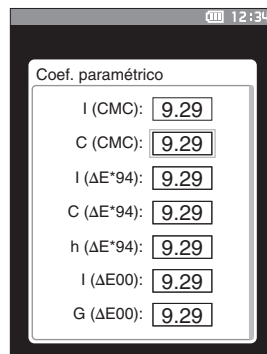 12:34
Coef. paramétrico
l (CMC): 9.29
C (CMC): 9.29
l (ΔE*94): 9.29
C (ΔE*94): 9.29
h (ΔE*94): 9.29
l (ΔE00): 9.29
G (ΔE00): 9.29